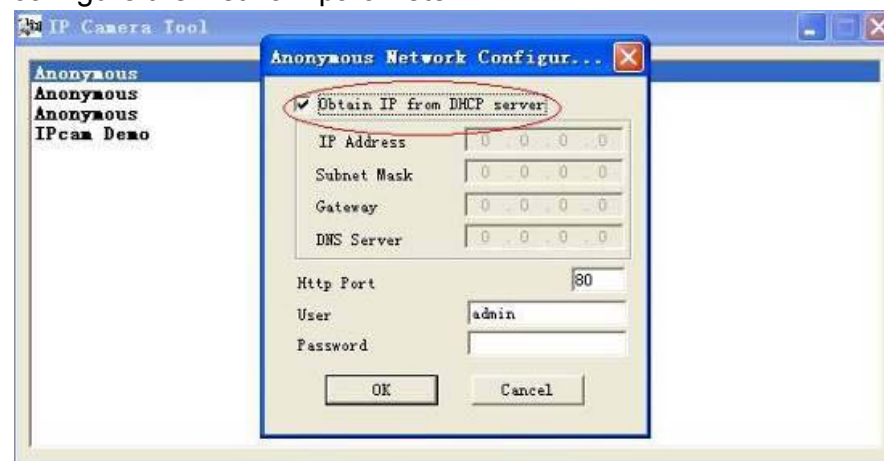 IP Camera Tool
Anonymous
Anonymous
Anonymous
IPcam Demo
Anonymous Network Configur...
Obtain IP from DHCP server
IP Address 0 . 0 . 0 . 0
Subnet Mask 0 . 0 . 0 . 0
Gateway 0 . 0 . 0 . 0
DNS Server 0 . 0 . 0 . 0
Http Port 80
User admin
Password
OK Cancel